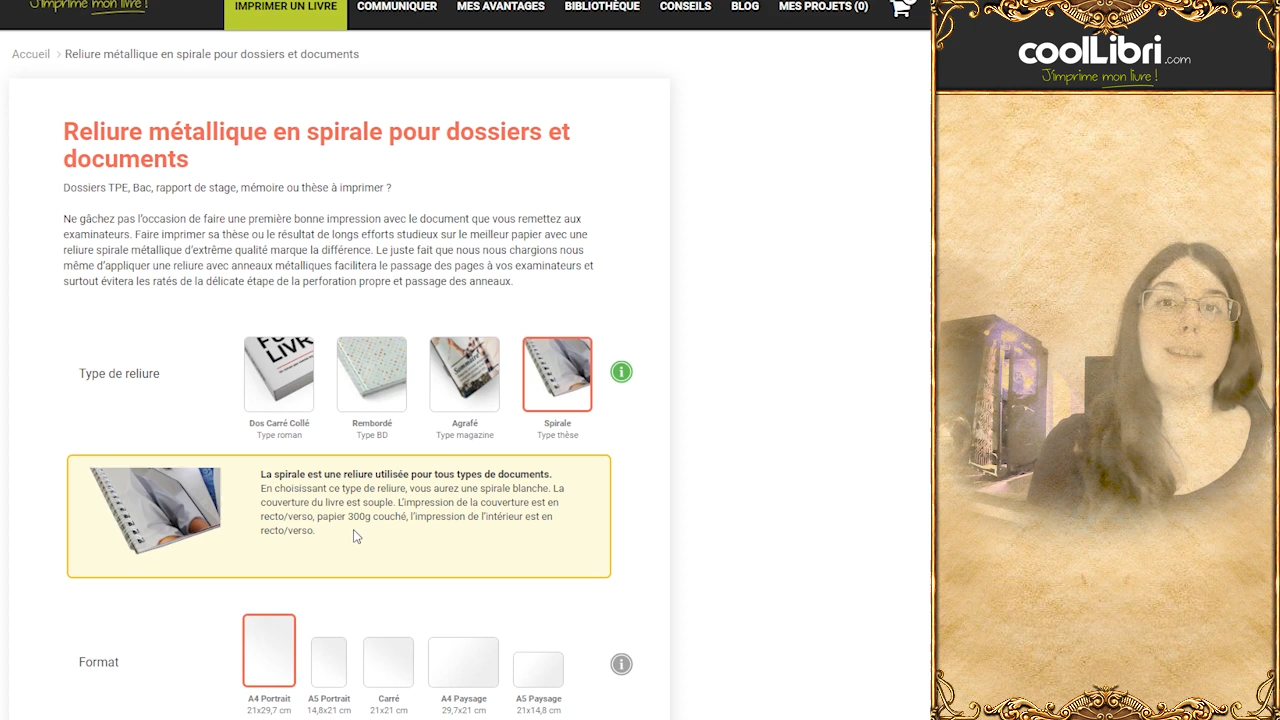 J'imprime mon livre !
IMPRIMER UN LIVRE COMMUNIQUER MES AVANTAGES BIBLIOTHÈQUE CONSEILS BLOG MES PROJETS (0)
Accueil > Reliure métallique en spirale pour dossiers et documents
Reliure métallique en spirale pour dossiers et
documents
Dossiers TPE, Bac, rapport de stage, mémoire ou thèse à imprimer ?
Ne gâchez pas l'occasion de faire une première bonne impression avec le document que vous remettez aux
examinateurs. Faire imprimer sa thèse ou le résultat de longs efforts studieux sur le meilleur papier avec une
reliure spirale métallique d'extrême qualité marque la différence. Le juste fait que nous nous chargions nous
même d'appliquer une reliure avec anneaux métalliques facilitera le passage des pages à vos examinateurs et
surtout évitera les ratés de la délicate étape de la perforation propre et passage des anneaux.
Type de reliure
Dos Carré Collé Rembordé Agrafé Spirale
Type roman Type BD Type magazine Type thèse
La spirale est une reliure utilisée pour tous types de documents.
En choisissant ce type de reliure, vous aurez une spirale blanche. La
couverture du livre est souple. L'impression de la couverture est en
recto/verso, papier 300g couché, l'impression de l'intérieur est en
recto/verso.
Format
A4 Portrait A5 Portrait Carré A4 Paysage A5 Paysage
21x29,7 cm 14,8x21 cm 21x21 cm 29,7x21 cm 21x14,8 cm
coolLibri.com
J'imprime mon livre !